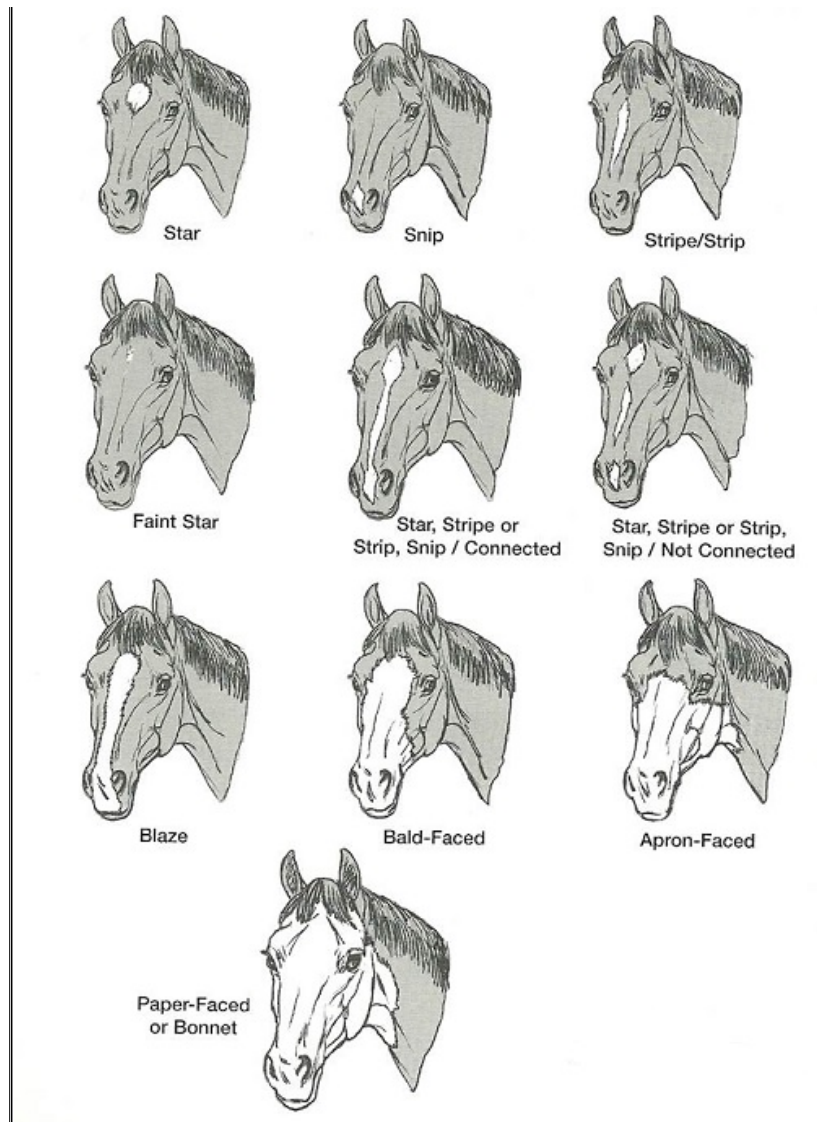 Star
Snip
Stripe/Strip
Faint Star
Star, Stripe or
Strip, Snip / Connected
Star, Stripe or Strip,
Snip / Not Connected
Blaze
Bald-Faced
Apron-Faced
Paper-Faced
or Bonnet